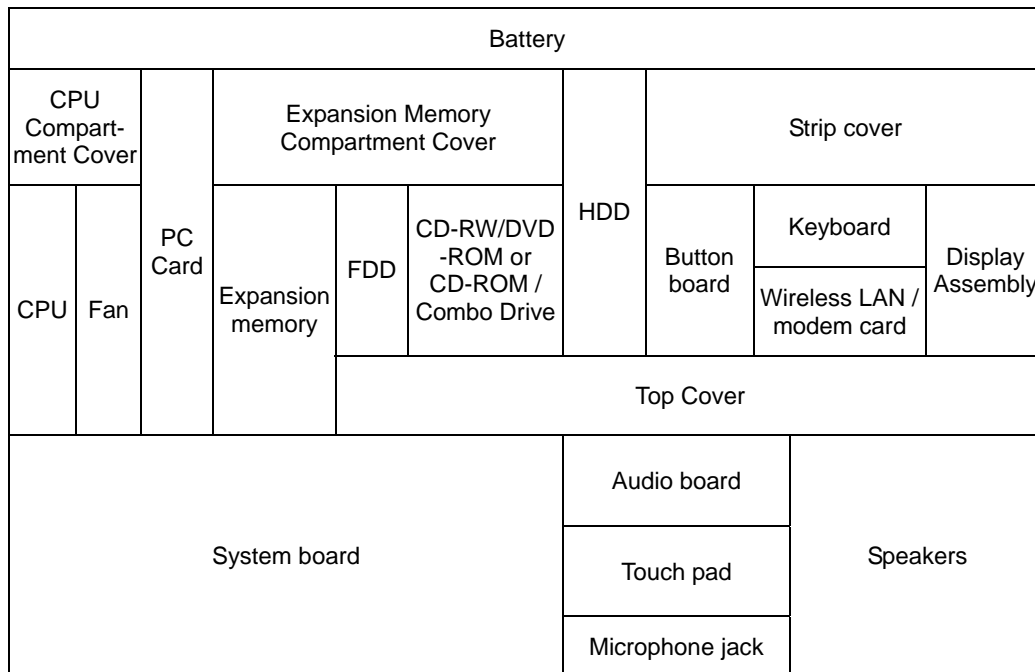 Battery
CPU
Compart-
ment Cover
PC
Card
Expansion Memory
Compartment Cover
HDD
Strip cover
CPU
Fan
Expansion
memory
FDD
CD-RW/DVD
-ROM or
CD-ROM /
Combo Drive
Button
board
Keyboard
Wireless LAN /
modem card
Display
Assembly
Top Cover
System board
Audio board
Touch pad
Microphone jack
Speakers